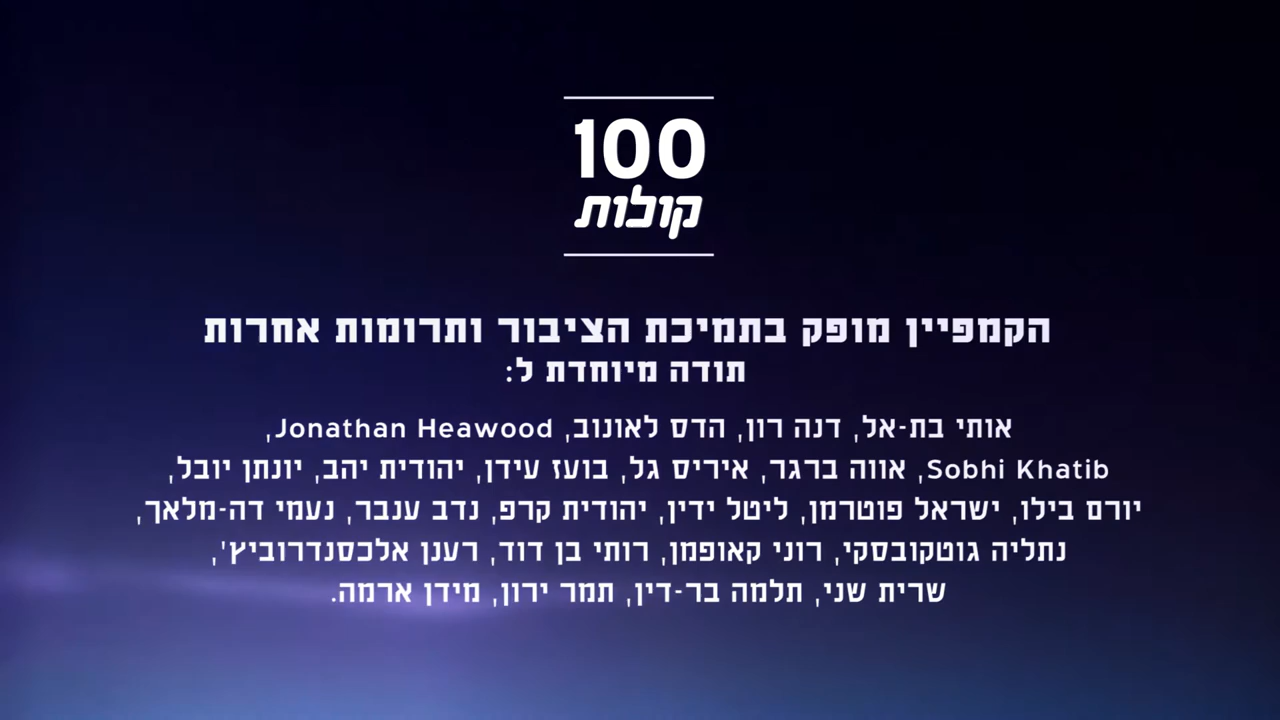 100
קולות
הקמפיין מופק בתמיכת הציבור ותרומות אחרות
תודה מיוחדת ל:
אותי בת-אל, דנה רון, הדס לאונוב, Jonathan Heawood,
Sobhi Khatib, אווה ברגר, איריס גל, בועז עידן, יהודית יהב, יונתן יובל,
יורם בילו, ישראל פוטרמן, ליטל ידין, יהודית קרפ, נדב ענבר, נעמי דה-מלאך,
נתליה גוטקובסקי, רוני קאופמן, רותי בן דוד, רענן אלכסנדרוביץ',
שרית שני, תלמה בר-דין, תמר ירון, מידן ארמה.